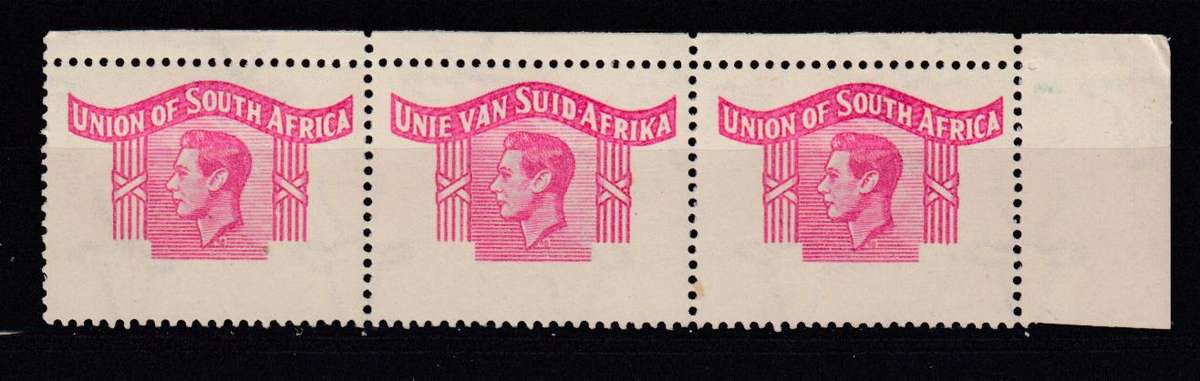 UNION OF SOUTH AFRICA
UNIE VAN SUID-AFRIKA
UNION OF SOUTH AFRICA